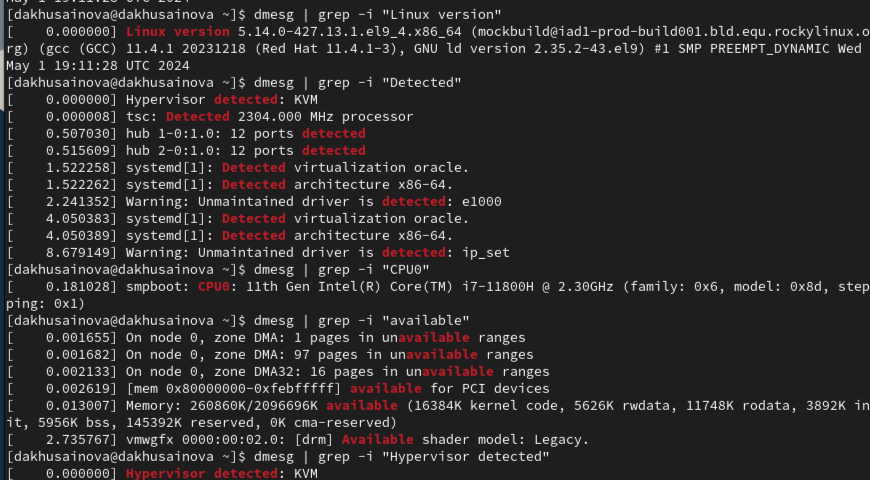 [dakhusainova@dakhusainova ~]$ dmesg | grep -i "Linux version"
[    0.000000] Linux version 5.14.0-427.13.1.el9_4.x86_64 (mockbuild@iad1-prod-build001.bld.equ.rockylinux.o
rg) (gcc (GCC) 11.4.1 20231218 (Red Hat 11.4.1-3), GNU ld version 2.35.2-43.el9) #1 SMP PREEMPT_DYNAMIC Wed
May 1 19:11:28 UTC 2024
[dakhusainova@dakhusainova ~]$ dmesg | grep -i "Detected"
[    0.000000] Hypervisor detected: KVM
[    0.000008] tsc: Detected 2304.000 MHz processor
[    0.507030] hub 1-0:1.0: 12 ports detected
[    0.515609] hub 2-0:1.0: 12 ports detected
[    1.522258] systemd[1]: Detected virtualization oracle.
[    1.522262] systemd[1]: Detected architecture x86-64.
[    2.241352] Warning: Unmaintained driver is detected: e1000
[    4.050383] systemd[1]: Detected virtualization oracle.
[    4.050389] systemd[1]: Detected architecture x86-64.
[    8.679149] Warning: Unmaintained driver is detected: ip_set
[dakhusainova@dakhusainova ~]$ dmesg | grep -i "CPU0"
[    0.181028] smpboot: CPU0: 11th Gen Intel(R) Core(TM) i7-11800H @ 2.30GHz (family: 0x6, model: 0x8d, step
ping: 0x1)
[dakhusainova@dakhusainova ~]$ dmesg | grep -i "available"
[    0.001655] On node 0, zone DMA: 1 pages in unavailable ranges
[    0.001682] On node 0, zone DMA: 97 pages in unavailable ranges
[    0.002133] On node 0, zone DMA32: 16 pages in unavailable ranges
[    0.002619] [mem 0x80000000-0xfebfffff] available for PCI devices
[    0.013007] Memory: 260860K/2096696K available (16384K kernel code, 5626K rwdata, 11748K rodata, 3892K in
it, 5956K bss, 145392K reserved, 0K cma-reserved)
[    2.735767] vmwgfx 0000:00:02.0: [drm] Available shader model: Legacy.
[dakhusainova@dakhusainova ~]$ dmesg | grep -i "Hypervisor detected"
[    0.000000] Hypervisor detected: KVM